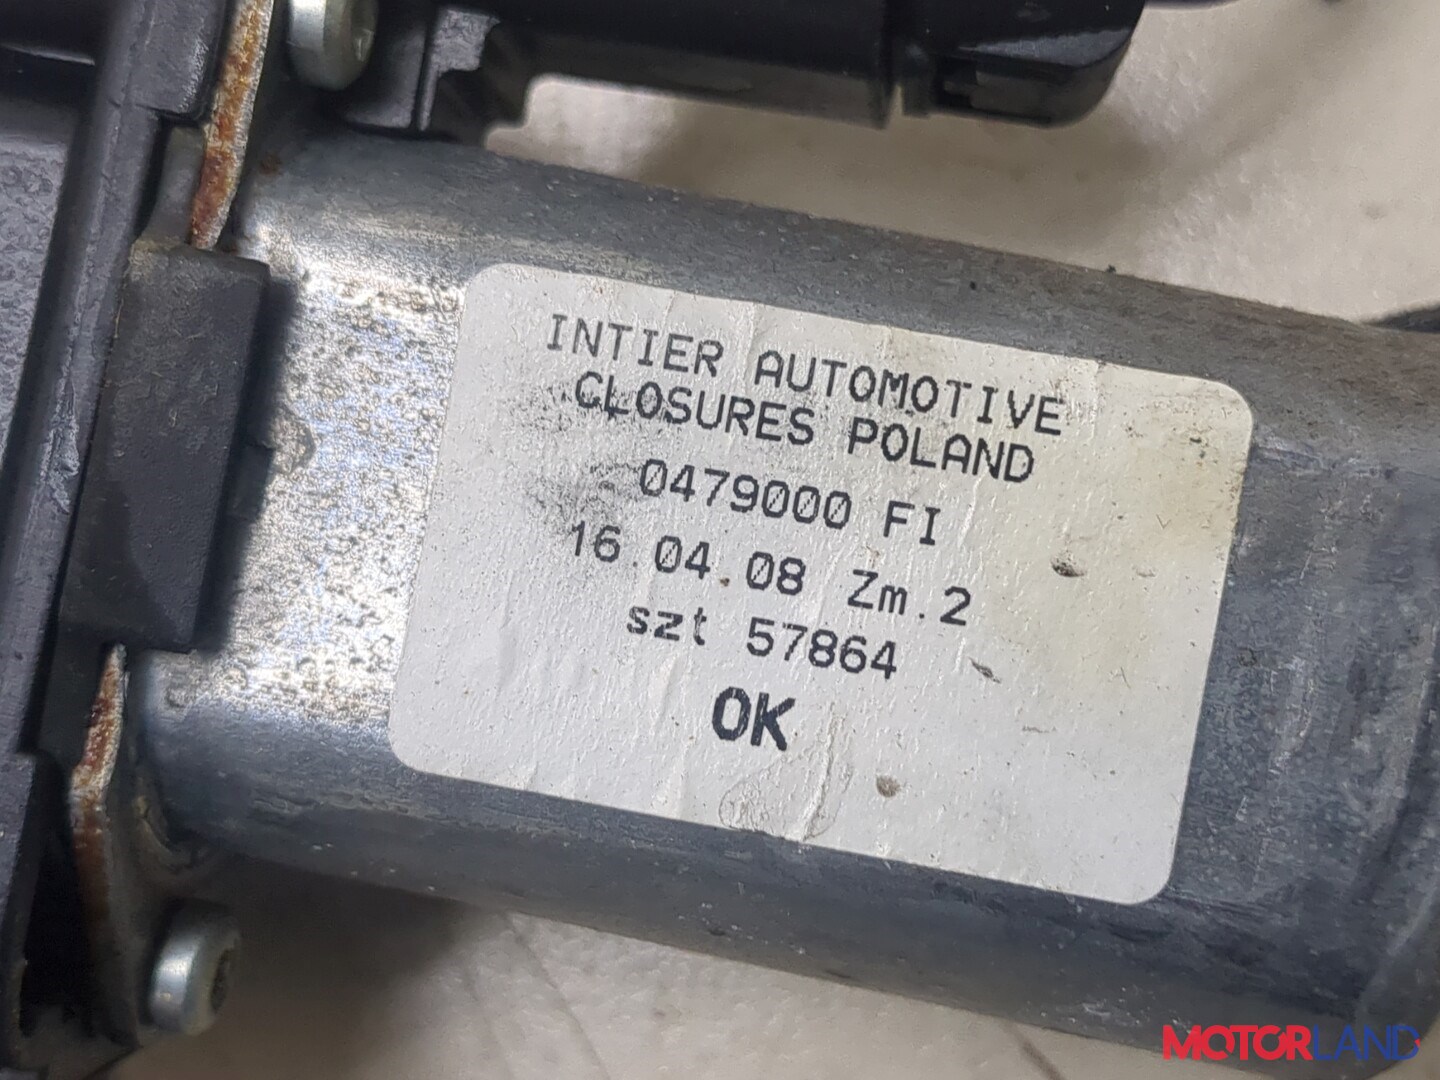 INTIER AUTOMOTIVE
CLOSURES POLAND
0479000 FI
16.04.08 Zm.2
szt 57864
OK
MOTORLAND